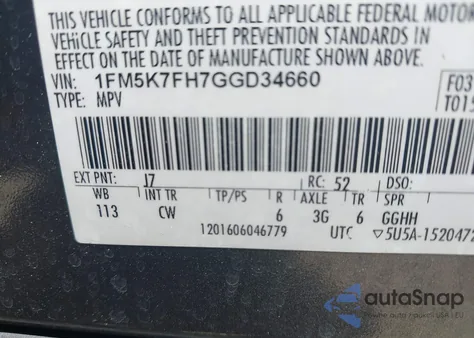 THIS VEHICLE CONFORMS TO ALL APPLICABLE FEDERAL MOTOR
VEHICLE SAFETY AND THEFT PREVENTION STANDARDS
EFFECT ON THE DATE OF MANUFACTURE SHOWN ABOVE.
VIN: 1FM5K7FH7GGD34660
TYPE: MPV
F03
T015
EXT PNT: J7 RC: 52 DSO:
WB INT TR TP/PS R AXLE TR SPR
113 CW 6 3G 6 GGHH
1201606046779 UTC ▽5U5A-1520472
autoSnap